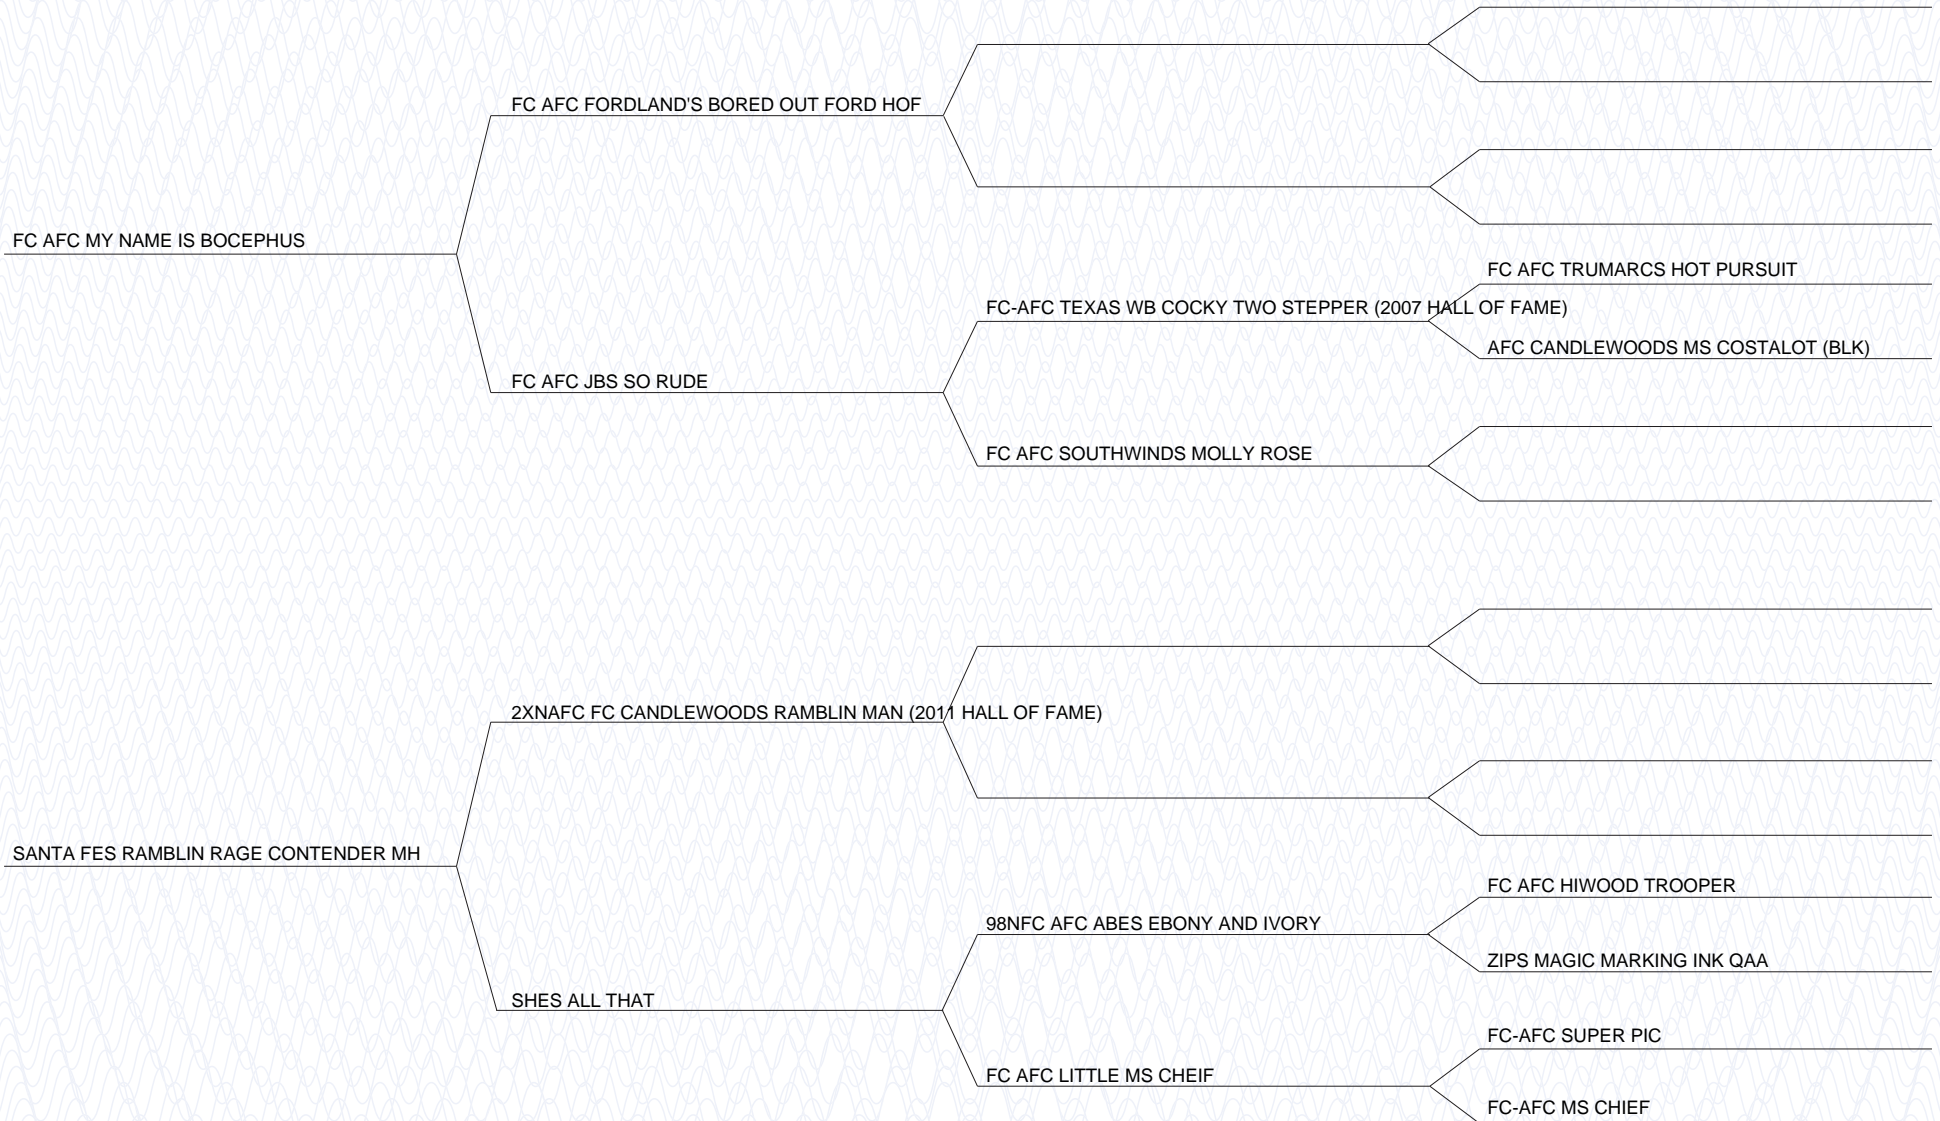 FC AFC FORDLAND'S BORED OUT FORD HOF
FC AFC MY NAME IS BOCEPHUS
FC AFC TRUMARCS HOT PURSUIT
FC-AFC TEXAS WB COCKY TWO STEPPER (2007 HALL OF FAME)
AFC CANDLEWOODS MS COSTALOT (BLK)
FC AFC JBS SO RUDE
FC AFC SOUTHWINDS MOLLY ROSE
2XNAFC FC CANDLEWOODS RAMBLIN MAN (2011 HALL OF FAME)
SANTA FES RAMBLIN RAGE CONTENDER MH
FC AFC HIWOOD TROOPER
98NFC AFC ABES EBONY AND IVORY
ZIPS MAGIC MARKING INK QAA
SHES ALL THAT
FC-AFC SUPER PIC
FC AFC LITTLE MS CHEIF
FC-AFC MS CHIEF